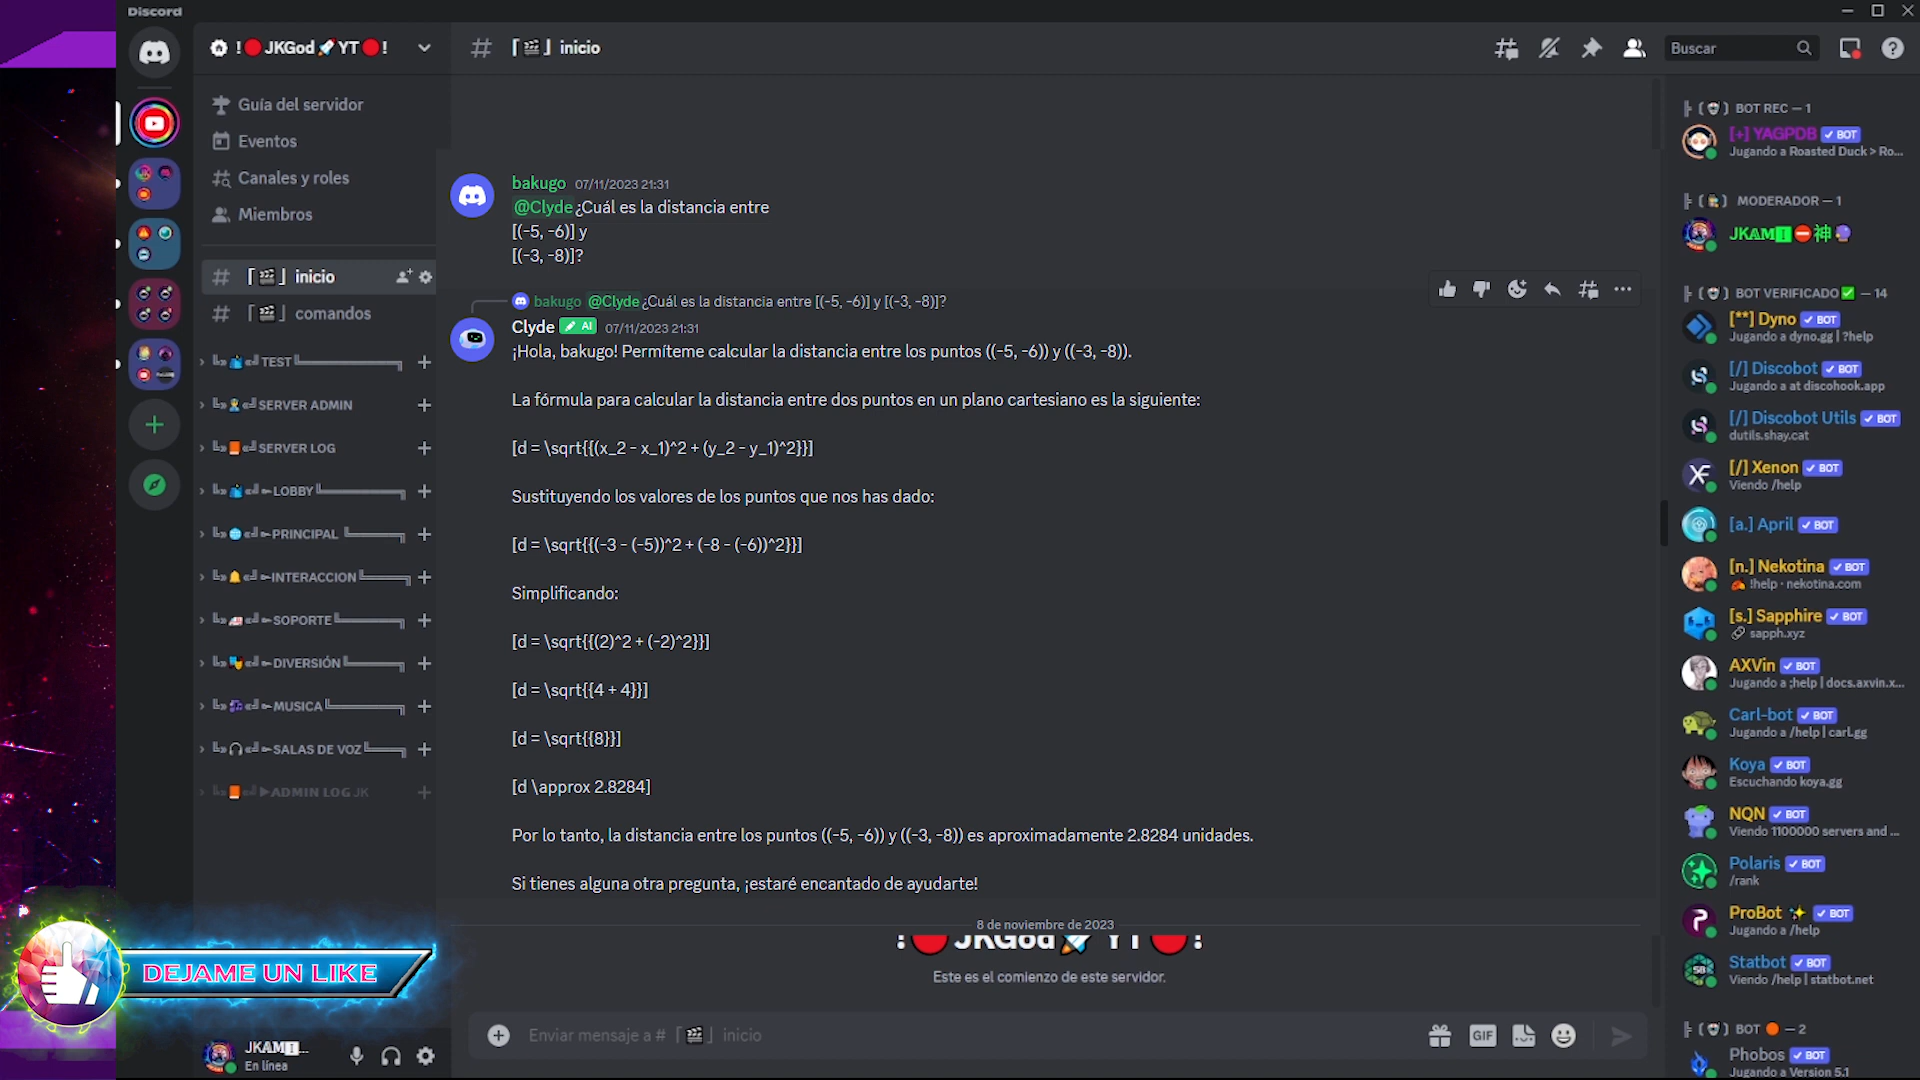 Discord
! JKGod YT !
inicio
Buscar
Guía del servidor
Eventos
Canales y roles
Miembros
inicio
comandos
TEST
SERVER ADMIN
SERVER LOG
LOBBY
PRINCIPAL
INTERACCION
SOPORTE
DIVERSIÓN
MUSICA
SALAS DE VOZ
ADMIN LOG JK
DEJAME UN LIKE
JKAMI...
En línea
bakugo 07/11/2023 21:31
@Clyde ¿Cuál es la distancia entre
[(-5, -6)] y
[(-3, -8)]?
bakugo @Clyde ¿Cuál es la distancia entre [(-5, -6)] y [(-3, -8)]?
Clyde AI 07/11/2023 21:31
¡Hola, bakugo! Permíteme calcular la distancia entre los puntos ((-5, -6)) y ((-3, -8)).
La fórmula para calcular la distancia entre dos puntos en un plano cartesiano es la siguiente:
[d = \sqrt{{(x_2 - x_1)^2 + (y_2 - y_1)^2}}]
Sustituyendo los valores de los puntos que nos has dado:
[d = \sqrt{{(-3 - (-5))^2 + (-8 - (-6))^2}}]
Simplificando:
[d = \sqrt{{(2)^2 + (-2)^2}}]
[d = \sqrt{{4 + 4}}]
[d = \sqrt{{8}}]
[d \approx 2.8284]
Por lo tanto, la distancia entre los puntos ((-5, -6)) y ((-3, -8)) es aproximadamente 2.8284 unidades.
Si tienes alguna otra pregunta, ¡estaré encantado de ayudarte!
8 de noviembre de 2023
! JKGod YT !
Este es el comienzo de este servidor.
Enviar mensaje a # inicio
GIF
BOT REC — 1
[+] YAGPDB BOT
Jugando a Roasted Duck > Ro...
MODERADOR — 1
JKAMI神
BOT VERIFICADO — 14
[**] Dyno BOT
Jugando a dyno.gg | ?help
[/] Discobot BOT
Jugando a at discohook.app
[/] Discobot Utils BOT
dutils.shay.cat
[/] Xenon BOT
Viendo /help
[a.] April BOT
[n.] Nekotina BOT
!help · nekotina.com
[s.] Sapphire BOT
sapph.xyz
AXVin BOT
Jugando a ;help | docs.axvin.x...
Carl-bot BOT
Jugando a /help | carl.gg
Koya BOT
Escuchando koya.gg
NQN BOT
Viendo 1100000 servers and ...
Polaris BOT
/rank
ProBot BOT
Jugando a /help
Statbot BOT
Viendo /help | statbot.net
BOT — 2
Phobos BOT
Jugando a Version 5.1